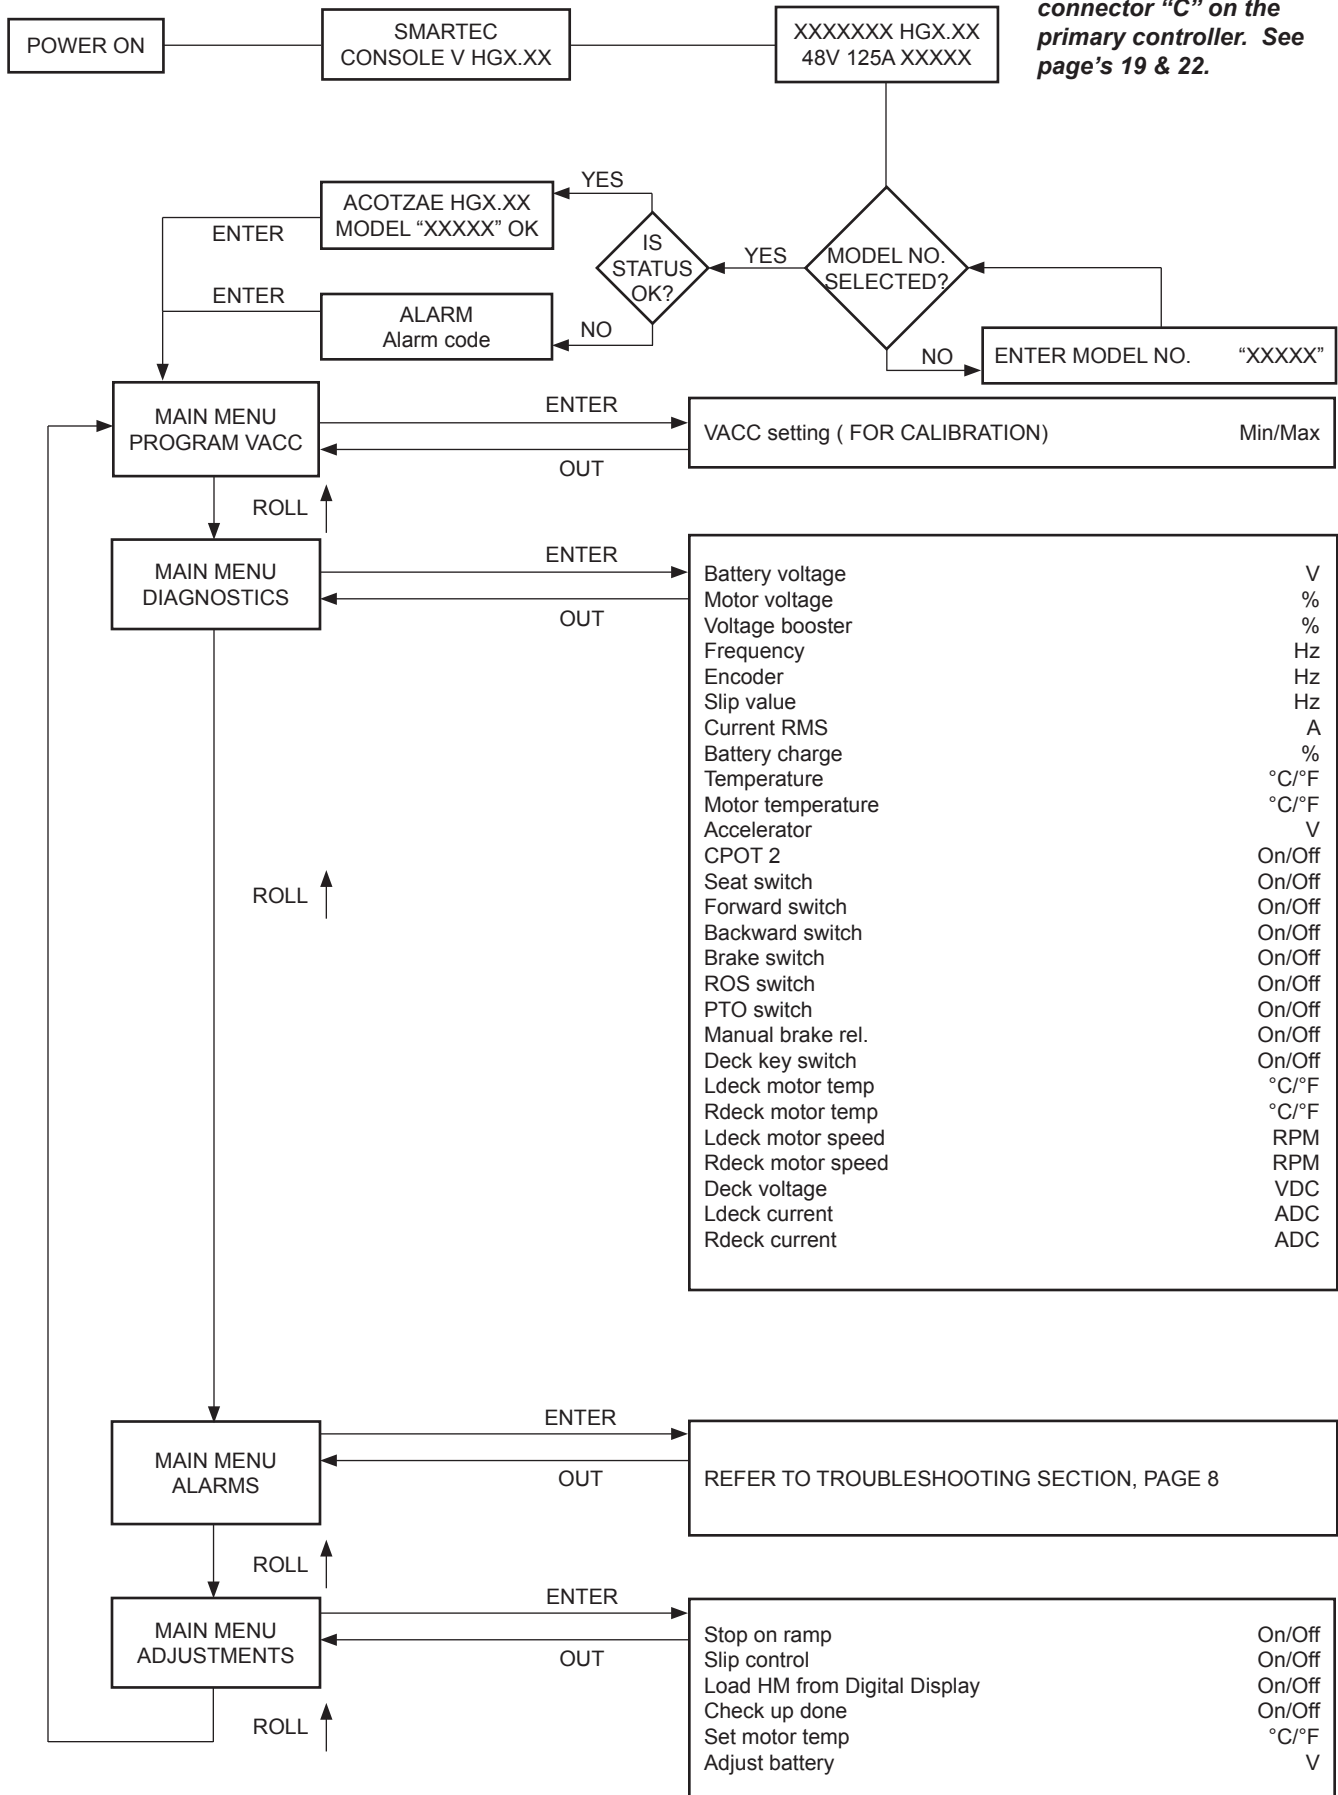 connector “C” on the
primary controller.  See
page's 19 & 22.
POWER ON
SMARTEC
CONSOLE V HGX.XX
XXXXXXX HGX.XX
48V 125A XXXXX
YES
ACOTZAE HGX.XX
MODEL “XXXXX” OK
ENTER
IS
STATUS
OK?
YES
MODEL NO.
SELECTED?
ENTER
ALARM
Alarm code
NO
NO
ENTER MODEL NO. “XXXXX”
MAIN MENU
PROGRAM VACC
ENTER
OUT
VACC setting ( FOR CALIBRATION) Min/Max
ROLL
MAIN MENU
DIAGNOSTICS
ENTER
OUT
Battery voltage V
Motor voltage %
Voltage booster %
Frequency Hz
Encoder Hz
Slip value Hz
Current RMS A
Battery charge %
Temperature °C/°F
Motor temperature °C/°F
Accelerator V
CPOT 2 On/Off
Seat switch On/Off
Forward switch On/Off
Backward switch On/Off
Brake switch On/Off
ROS switch On/Off
PTO switch On/Off
Manual brake rel. On/Off
Deck key switch On/Off
Ldeck motor temp °C/°F
Rdeck motor temp °C/°F
Ldeck motor speed RPM
Rdeck motor speed RPM
Deck voltage VDC
Ldeck current ADC
Rdeck current ADC
ROLL
MAIN MENU
ALARMS
ENTER
OUT
REFER TO TROUBLESHOOTING SECTION, PAGE 8
ROLL
MAIN MENU
ADJUSTMENTS
ENTER
OUT
Stop on ramp On/Off
Slip control On/Off
Load HM from Digital Display On/Off
Check up done On/Off
Set motor temp °C/°F
Adjust battery V
ROLL